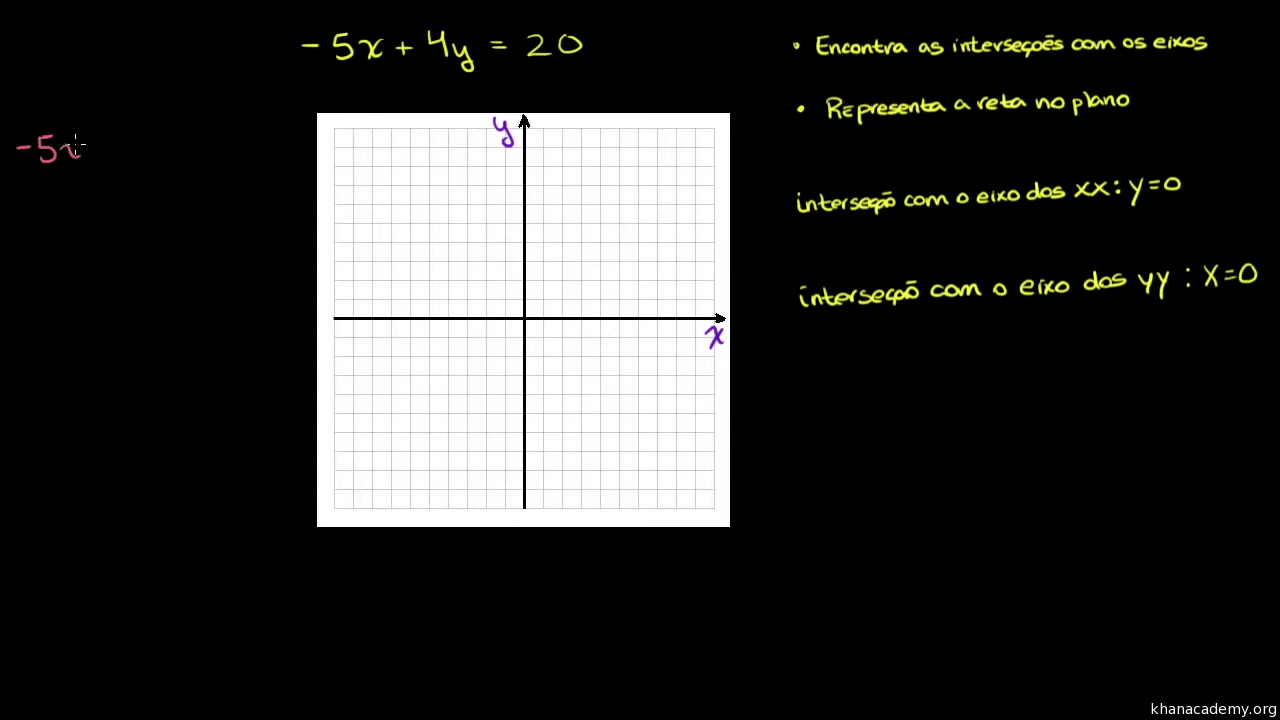 -5x + 4y = 20
• Encontra as interseções com os eixos
• Representa a reta no plano
-5x
y
interseção com o eixo dos xx: y=0
interseção com o eixo dos yy : x=0
x
khanacademy.org